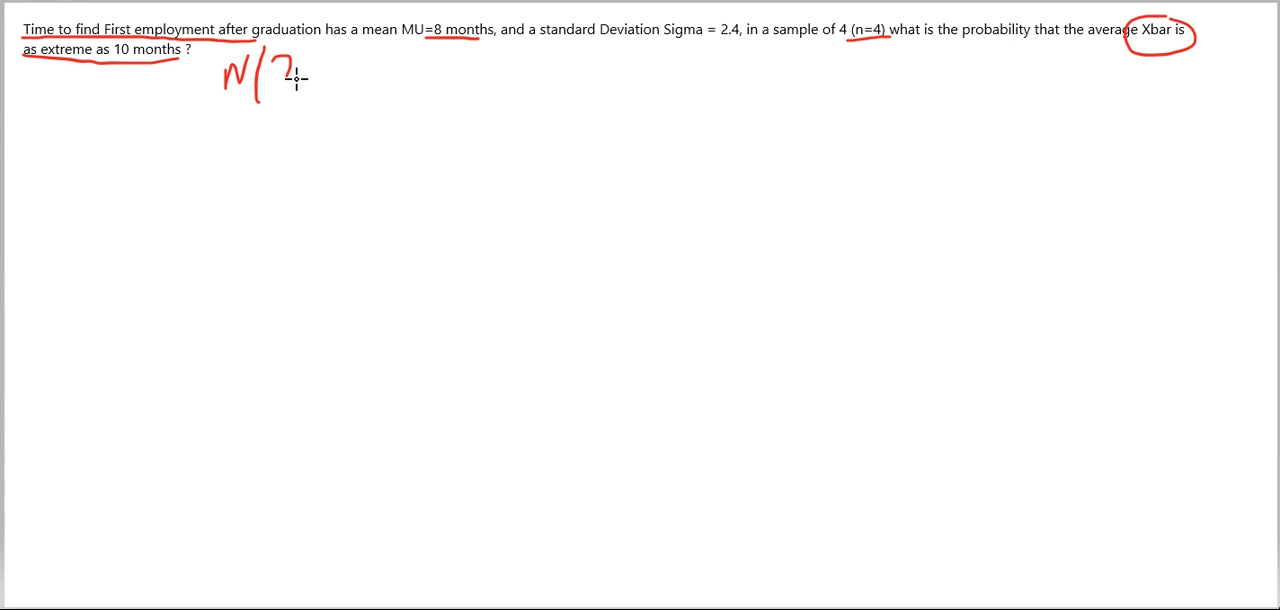 Time to find First employment after graduation has a mean MU=8 months, and a standard Deviation Sigma = 2.4, in a sample of 4 (n=4) what is the probability that the average Xbar is
as extreme as 10 months ?
N(